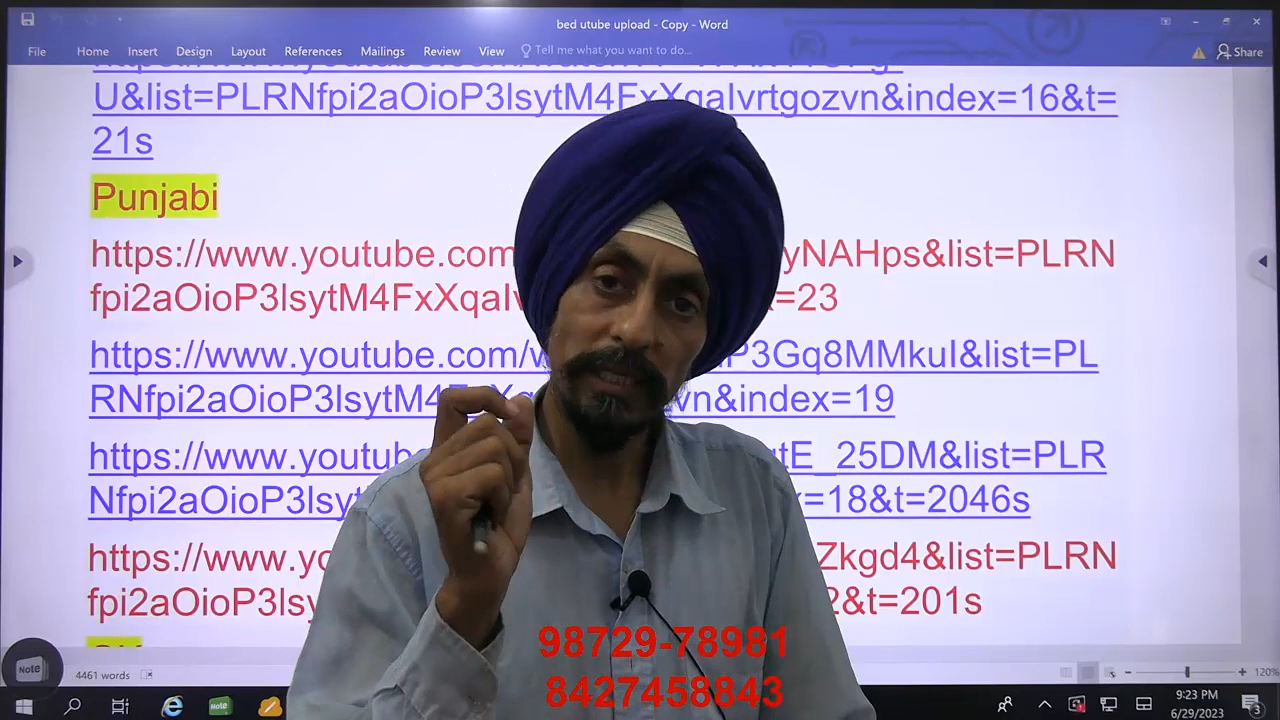 bed utube upload - Copy - Word
File Home Insert Design Layout References Mailings Review View Tell me what you want to do... Share
U&list=PLRNfpi2aOioP3lsytM4FxXqaIvrtgozvn&index=16&t=
21s
Punjabi
https://www.youtube.com yNAHps&list=PLRN
fpi2aOioP3lsytM4FxXqaIv =23
https://www.youtube.com/w P3Gq8MMkuI&list=PL
RNfpi2aOioP3lsytM4 vn&index=19
https://www.youtub tE_25DM&list=PLR
Nfpi2aOioP3lsyt =18&t=2046s
https://www.yo Zkgd4&list=PLRN
fpi2aOioP3lsy 2&t=201s
98729-78981
8427458843
Note
4461 words 120%
Note 9:23 PM
6/29/2023
3